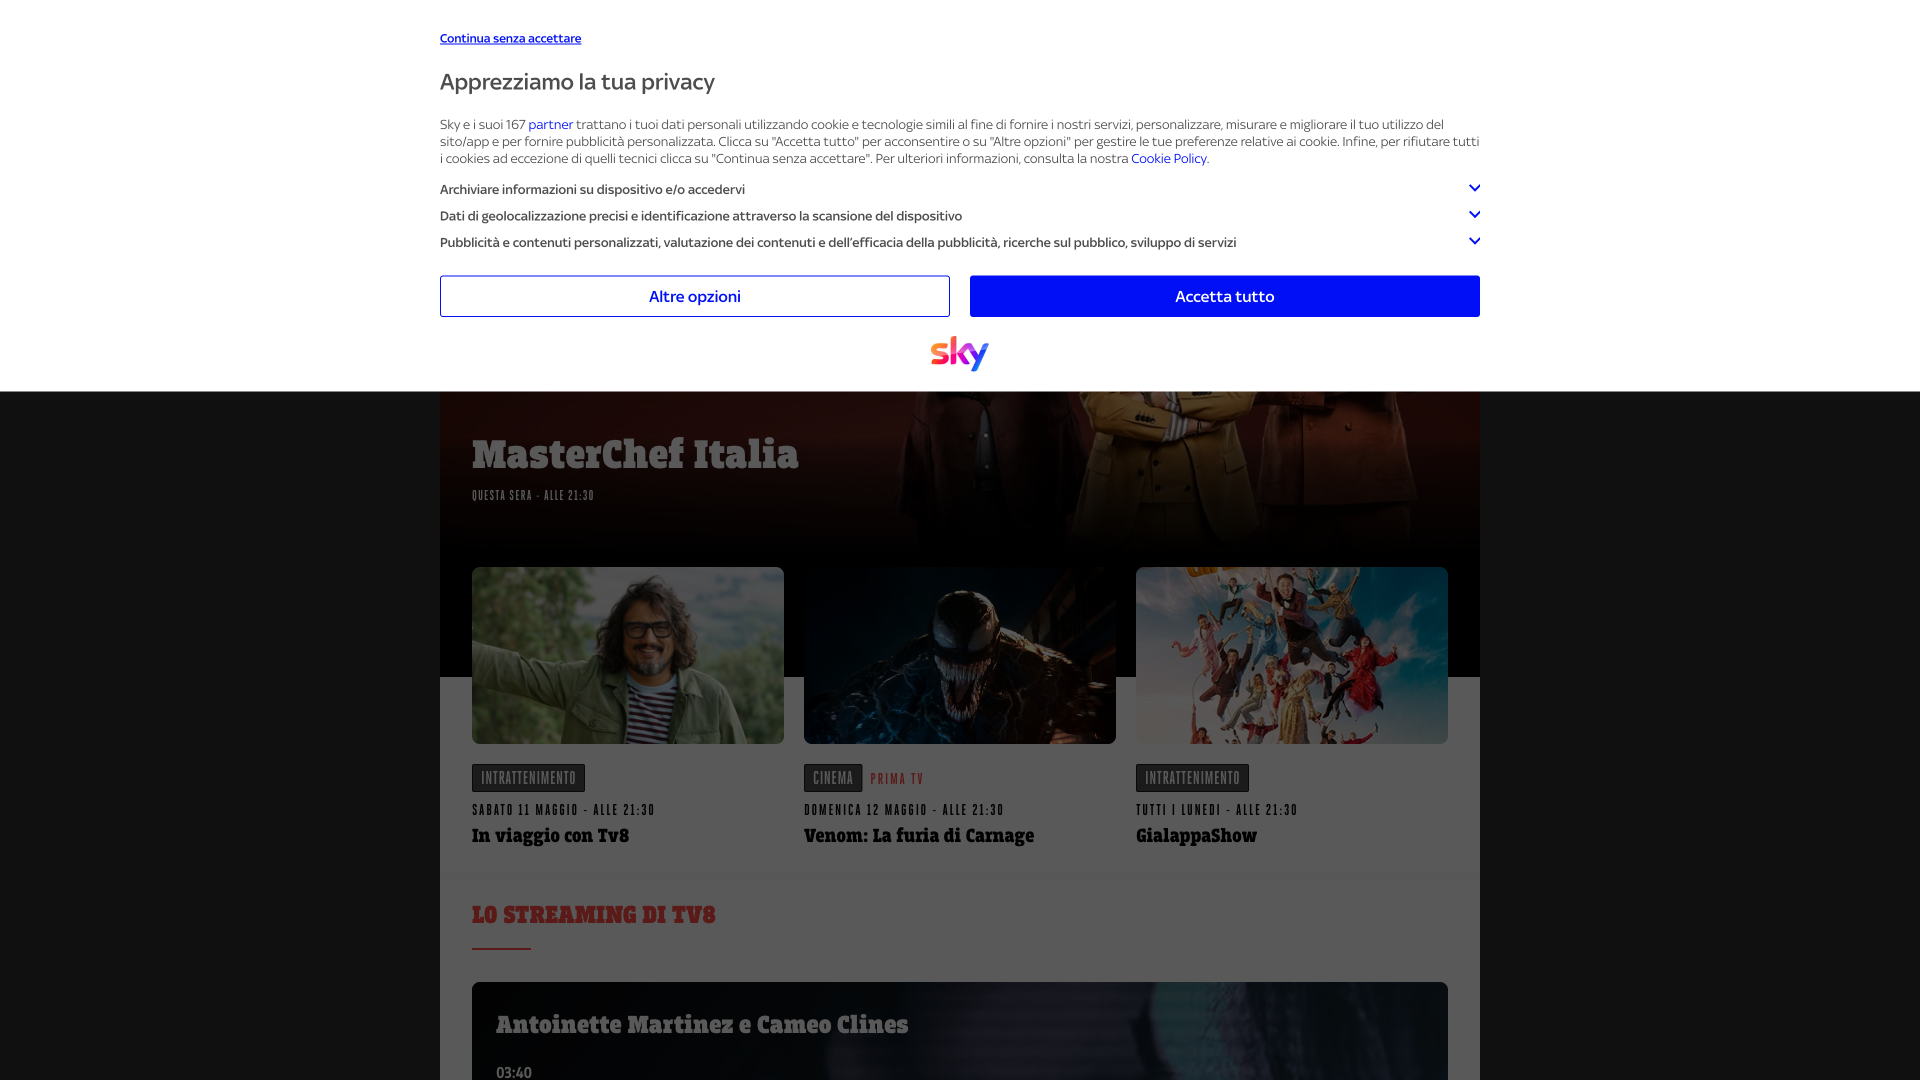 Continua senza accettare
Apprezziamo la tua privacy
Sky e i suoi 167 partner trattano i tuoi dati personali utilizzando cookie e tecnologie simili al fine di fornire i nostri servizi, personalizzare, misurare e migliorare il tuo utilizzo del
sito/app e per fornire pubblicità personalizzata. Clicca su "Accetta tutto" per acconsentire o su "Altre opzioni" per gestire le tue preferenze relative ai cookie. Infine, per rifiutare tutti
i cookies ad eccezione di quelli tecnici clicca su "Continua senza accettare". Per ulteriori informazioni, consulta la nostra Cookie Policy.
Archiviare informazioni su dispositivo e/o accedervi
Dati di geolocalizzazione precisi e identificazione attraverso la scansione del dispositivo
Pubblicità e contenuti personalizzati, valutazione dei contenuti e dell’efficacia della pubblicità, ricerche sul pubblico, sviluppo di servizi
Altre opzioni
Accetta tutto
sky
MasterChef Italia
QUESTA SERA - ALLE 21:30
INTRATTENIMENTO
SABATO 11 MAGGIO - ALLE 21:30
In viaggio con Tv8
CINEMA PRIMA TV
DOMENICA 12 MAGGIO - ALLE 21:30
Venom: La furia di Carnage
INTRATTENIMENTO
TUTTI I LUNEDI - ALLE 21:30
GialappaShow
LO STREAMING DI TV8
Antoinette Martinez e Cameo Clines
03:40